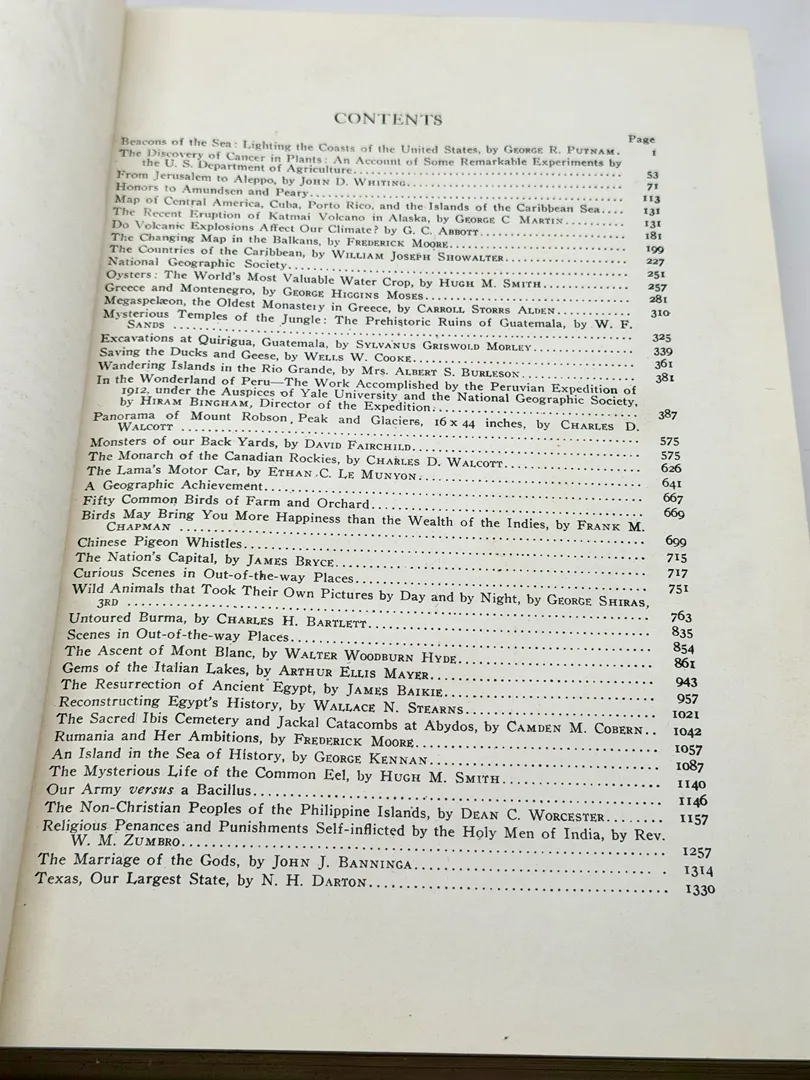 CONTENTS
Page
Beacons of the Sea: Lighting the Coasts of the United States, by GEORGE R. PUTNAM. 1
The Discovery of Cancer in Plants: An Account of Some Remarkable Experiments by
the U. S. Department of Agriculture 53
From Jerusalem to Aleppo, by JOHN D. WHITING 71
Honors to Amundsen and Peary 113
Map of Central America, Cuba, Porto Rico, and the Islands of the Caribbean Sea 131
The Recent Eruption of Katmai Volcano in Alaska, by GEORGE C MARTIN 131
Do Volcanic Explosions Affect Our Climate? by G. C. ABBOTT 181
The Changing Map in the Balkans, by FREDERICK MOORE 199
The Countries of the Caribbean, by WILLIAM JOSEPH SHOWALTER 227
National Geographic Society 251
Oysters: The World's Most Valuable Water Crop, by HUGH M. SMITH 257
Greece and Montenegro, by GEORGE HIGGINS MOSES 281
Megaspelæon, the Oldest Monastery in Greece, by CARROLL STORRS ALDEN 310
Mysterious Temples of the Jungle: The Prehistoric Ruins of Guatemala, by W. F.
SANDS 325
Excavations at Quirigua, Guatemala, by SYLVANUS GRISWOLD MORLEY 339
Saving the Ducks and Geese, by WELLS W. COOKE 361
Wandering Islands in the Rio Grande, by Mrs. ALBERT S. BURLESON 381
In the Wonderland of Peru—The Work Accomplished by the Peruvian Expedition of
1912, under the Auspices of Yale University and the National Geographic Society,
by HIRAM BINGHAM, Director of the Expedition 387
Panorama of Mount Robson Peak and Glaciers, 16 x 44 inches, by CHARLES D.
WALCOTT 575
Monsters of our Back Yards, by DAVID FAIRCHILD 575
The Monarch of the Canadian Rockies, by CHARLES D. WALCOTT 626
The Lama's Motor Car, by ETHAN C. LE MUNYON 641
A Geographic Achievement 667
Fifty Common Birds of Farm and Orchard 669
Birds May Bring You More Happiness than the Wealth of the Indies, by FRANK M.
CHAPMAN 699
Chinese Pigeon Whistles 715
The Nation's Capital, by JAMES BRYCE 717
Curious Scenes in Out-of-the-way Places 751
Wild Animals that Took Their Own Pictures by Day and by Night, by GEORGE SHIRAS,
3RD 763
Untoured Burma, by CHARLES H. BARTLETT 835
Scenes in Out-of-the-way Places 854
The Ascent of Mont Blanc, by WALTER WOODBURN HYDE 861
Gems of the Italian Lakes, by ARTHUR ELLIS MAYER 943
The Resurrection of Ancient Egypt, by JAMES BAIKIE 957
Reconstructing Egypt's History, by WALLACE N. STEARNS 1021
The Sacred Ibis Cemetery and Jackal Catacombs at Abydos, by CAMDEN M. COBERN 1042
Rumania and Her Ambitions, by FREDERICK MOORE 1057
An Island in the Sea of History, by GEORGE KENNAN 1087
The Mysterious Life of the Common Eel, by HUGH M. SMITH 1140
Our Army versus a Bacillus 1146
The Non-Christian Peoples of the Philippine Islands, by DEAN C. WORCESTER 1157
Religious Penances and Punishments Self-inflicted by the Holy Men of India, by Rev.
W. M. ZUMBRO 1257
The Marriage of the Gods, by JOHN J. BANNINGA 1314
Texas, Our Largest State, by N. H. DARTON 1330